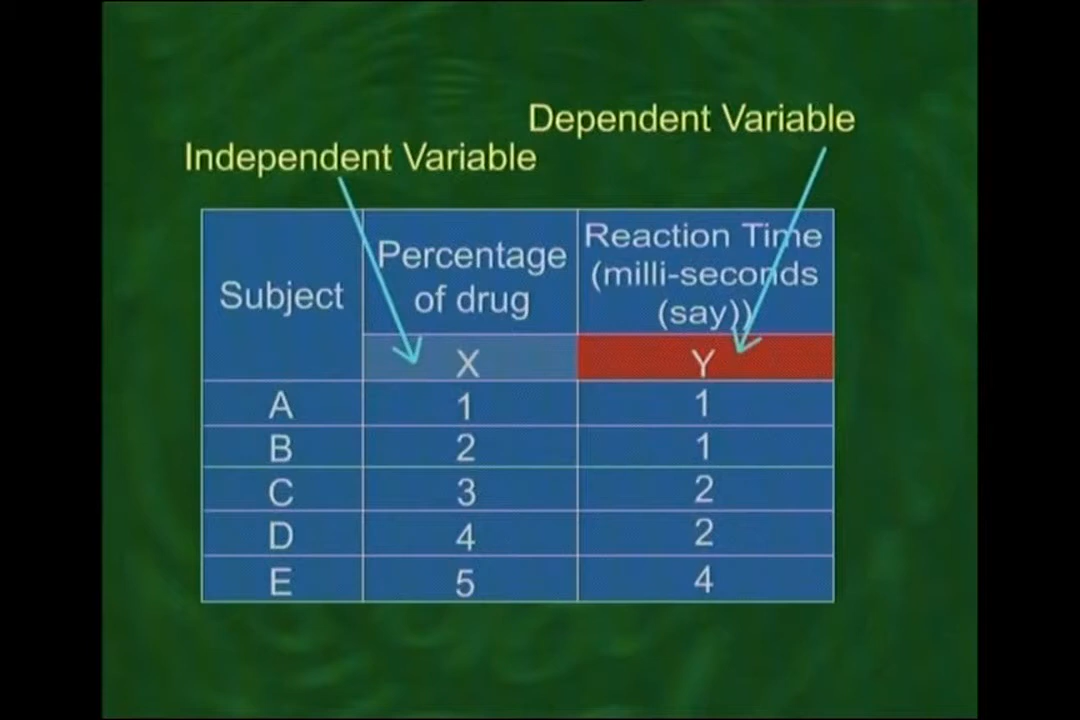 Dependent Variable
Independent Variable
Subject
Percentage
of drug
Reaction Time
(milli-seconds
(say))
X Y
A 1 1
B 2 1
C 3 2
D 4 2
E 5 4